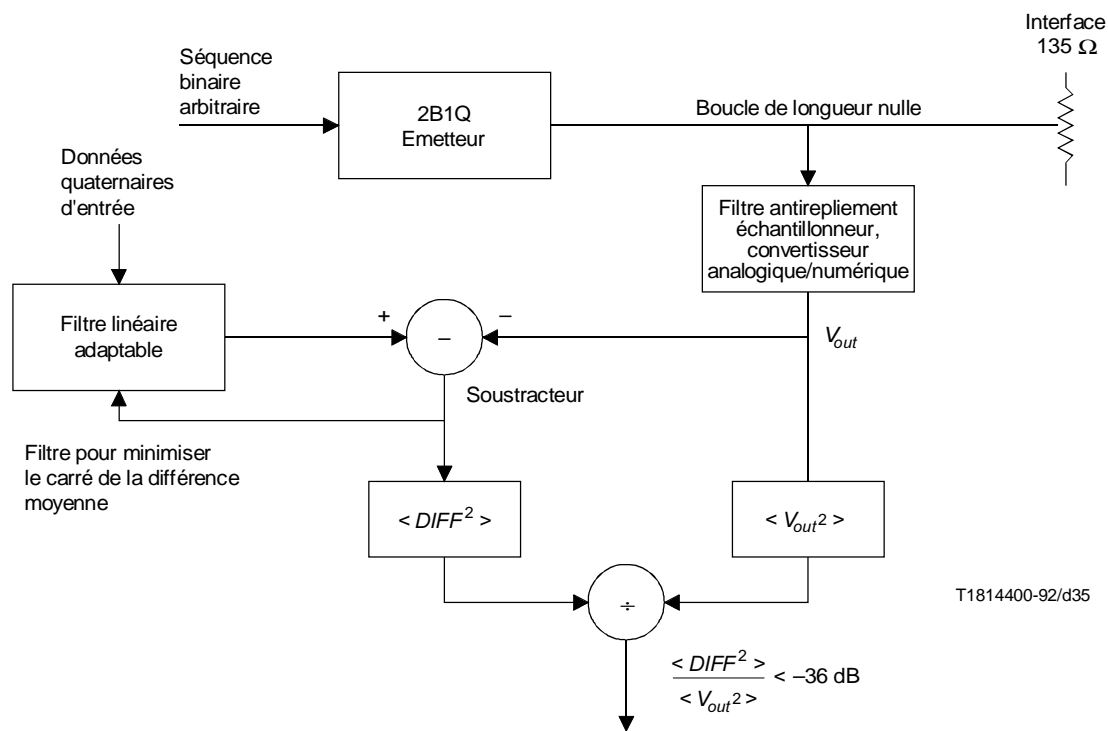 Interface
135 Ω
Séquence
binaire
arbitraire
2B1Q
Emetteur
Boucle de longueur nulle
Données
quaternaires
d'entrée
Filtre antirepliement
échantillonneur,
convertisseur
analogique/numérique
Filtre linéaire
adaptable
+
–
–
V_out
Soustracteur
Filtre pour minimiser
le carré de la différence
moyenne
< DIFF² >
< V_out² >
÷
T1814400-92/d35
< DIFF² >
< –36 dB
< V_out² >